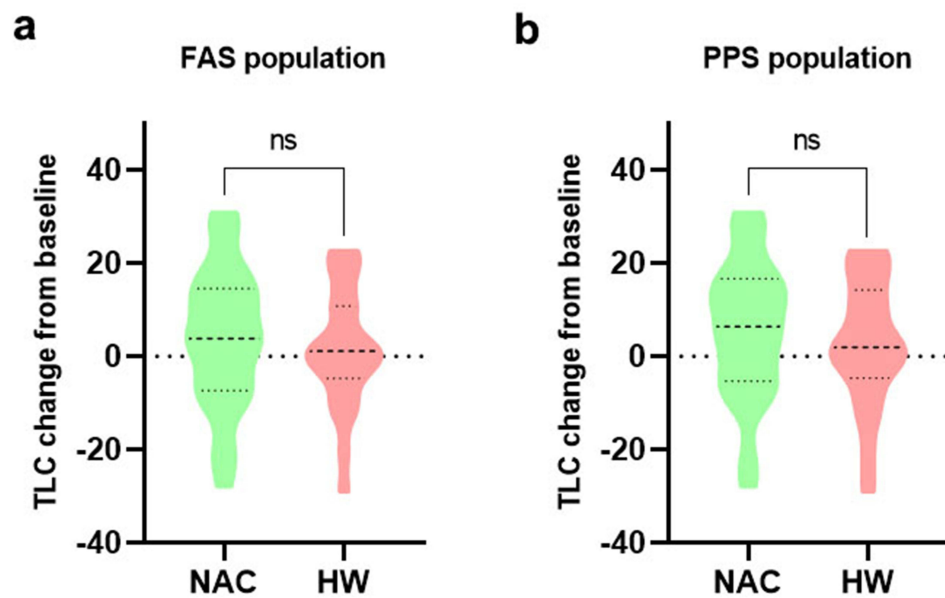 a
FAS population
TLC change from baseline
40
20
0
-20
-40
ns
NAC
HW
b
PPS population
TLC change from baseline
40
20
0
-20
-40
ns
NAC
HW